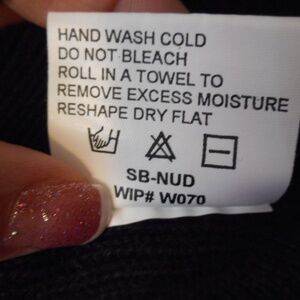 HAND WASH COLD
DO NOT BLEACH
ROLL IN A TOWEL TO
REMOVE EXCESS MOISTURE
RESHAPE DRY FLAT
SB-NUD
WIP# W070